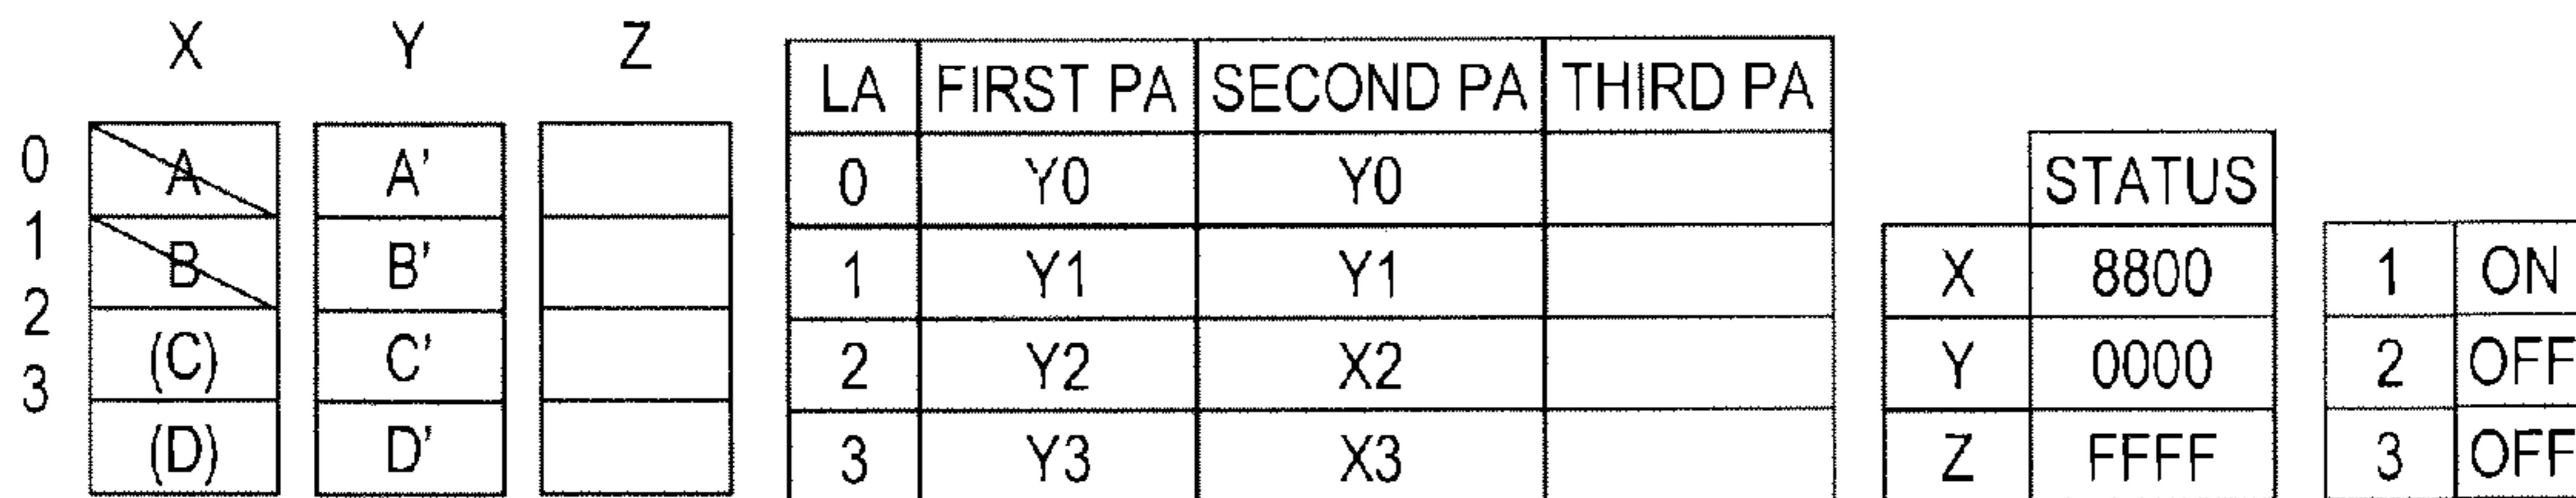 X Y Z
LA FIRST PA SECOND PA THIRD PA
0 A A' 0 Y0 Y0 STATUS
1 B B' 1 Y1 Y1 X 8800 1 ON
2 (C) C' 2 Y2 X2 Y 0000 2 OFF
3 (D) D' 3 Y3 X3 Z FFFF 3 OFF